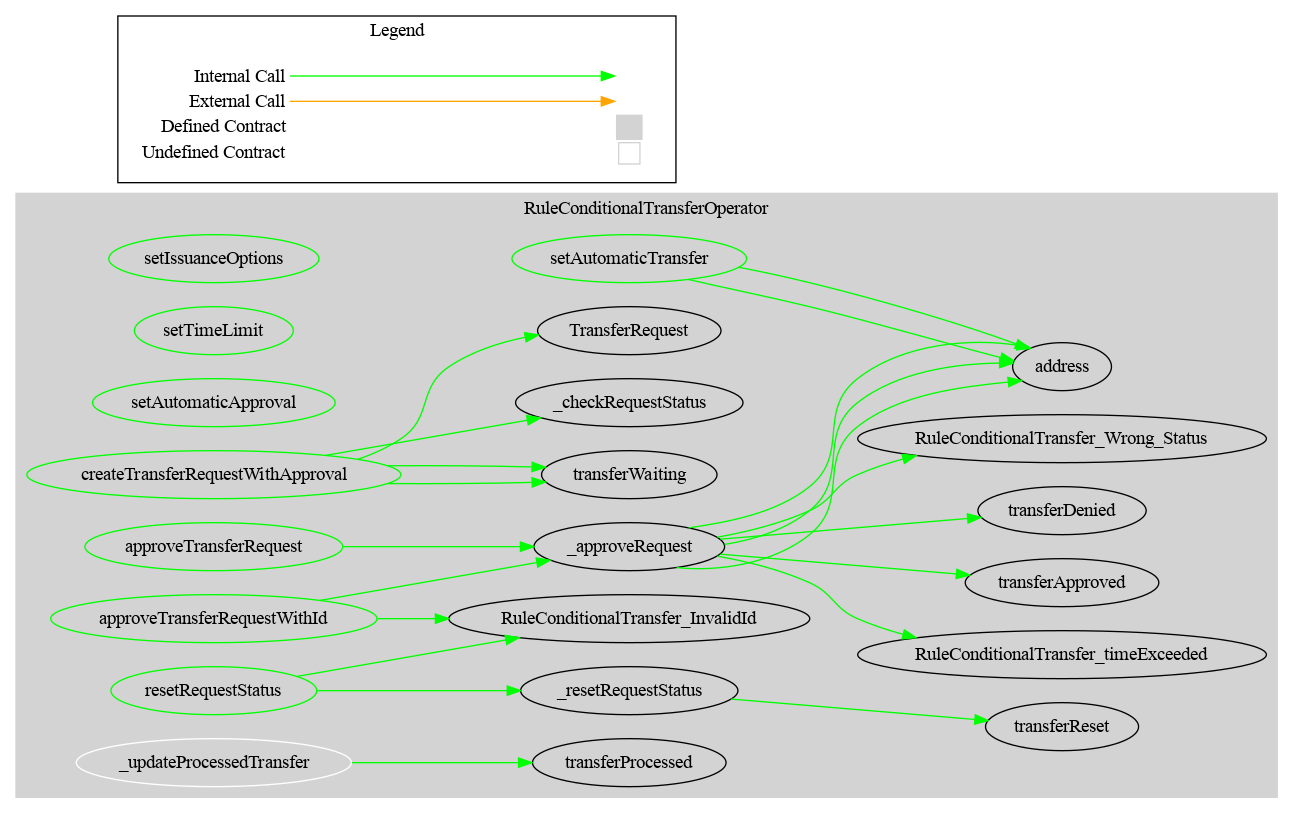 Legend
Internal Call
External Call
Defined Contract
Undefined Contract
RuleConditionalTransferOperator
setIssuanceOptions
setTimeLimit
setAutomaticApproval
createTransferRequestWithApproval
approveTransferRequest
approveTransferRequestWithId
resetRequestStatus
_updateProcessedTransfer
setAutomaticTransfer
TransferRequest
_checkRequestStatus
transferWaiting
_approveRequest
RuleConditionalTransfer_InvalidId
_resetRequestStatus
transferProcessed
address
RuleConditionalTransfer_Wrong_Status
transferDenied
transferApproved
RuleConditionalTransfer_timeExceeded
transferReset